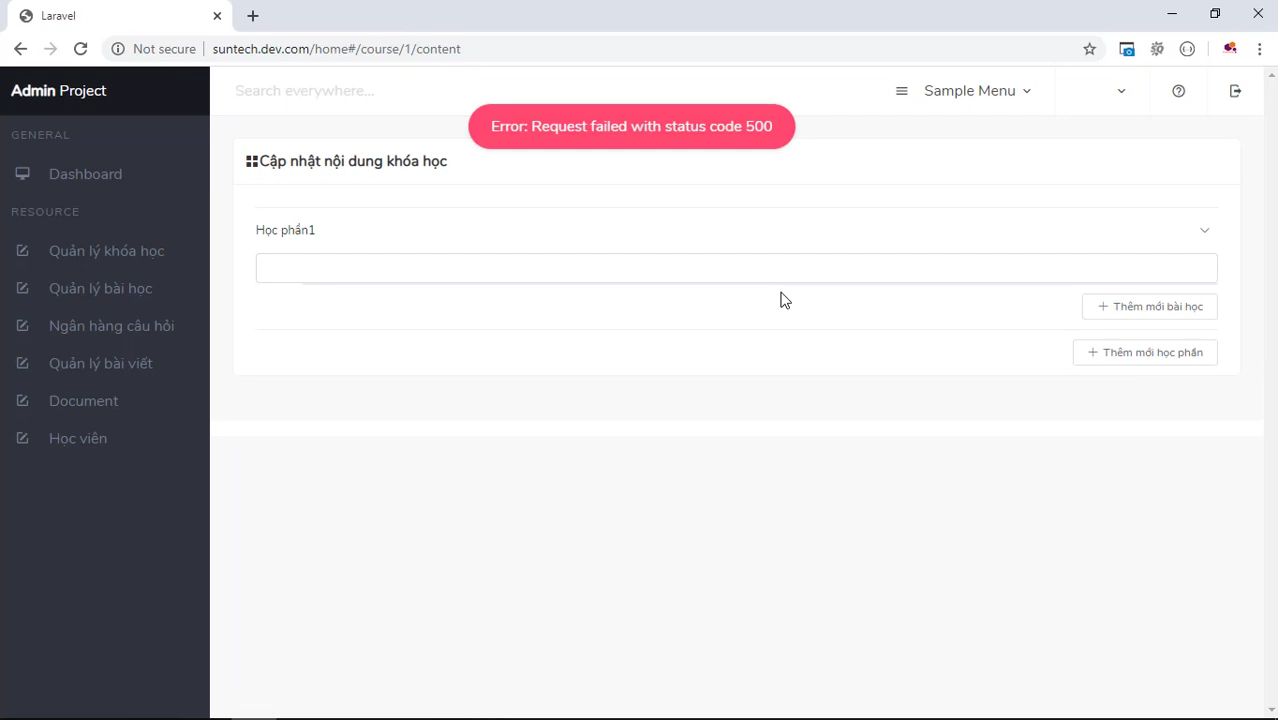 Laravel
Not secure
suntech.dev.com/home#/course/1/content
Admin Project
Search everywhere...
Sample Menu
Error: Request failed with status code 500
GENERAL
Dashboard
RESOURCE
Quản lý khóa học
Quản lý bài học
Ngân hàng câu hỏi
Quản lý bài viết
Document
Học viên
Cập nhật nội dung khóa học
Học phần1
Thêm mới bài học
Thêm mới học phần